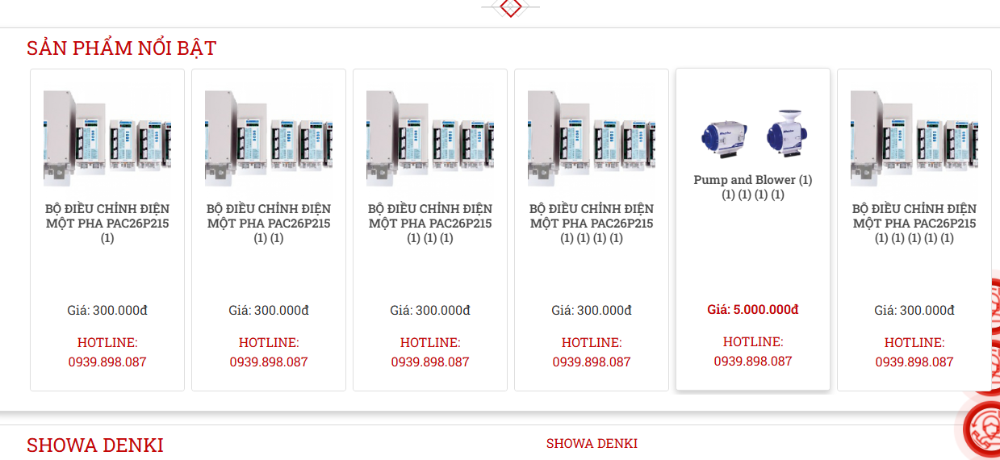 SẢN PHẨM NỔI BẬT
BỘ ĐIỀU CHỈNH ĐIỆN
MỘT PHA PAC26P215
(1)
Giá: 300.000đ
HOTLINE:
0939.898.087
BỘ ĐIỀU CHỈNH ĐIỆN
MỘT PHA PAC26P215
(1) (1)
Giá: 300.000đ
HOTLINE:
0939.898.087
BỘ ĐIỀU CHỈNH ĐIỆN
MỘT PHA PAC26P215
(1) (1) (1)
Giá: 300.000đ
HOTLINE:
0939.898.087
BỘ ĐIỀU CHỈNH ĐIỆN
MỘT PHA PAC26P215
(1) (1) (1) (1)
Giá: 300.000đ
HOTLINE:
0939.898.087
Pump and Blower (1)
(1) (1) (1) (1)
Giá: 5.000.000đ
HOTLINE:
0939.898.087
BỘ ĐIỀU CHỈNH ĐIỆN
MỘT PHA PAC26P215
(1) (1) (1) (1) (1)
Giá: 300.000đ
HOTLINE:
0939.898.087
SHOWA DENKI
SHOWA DENKI